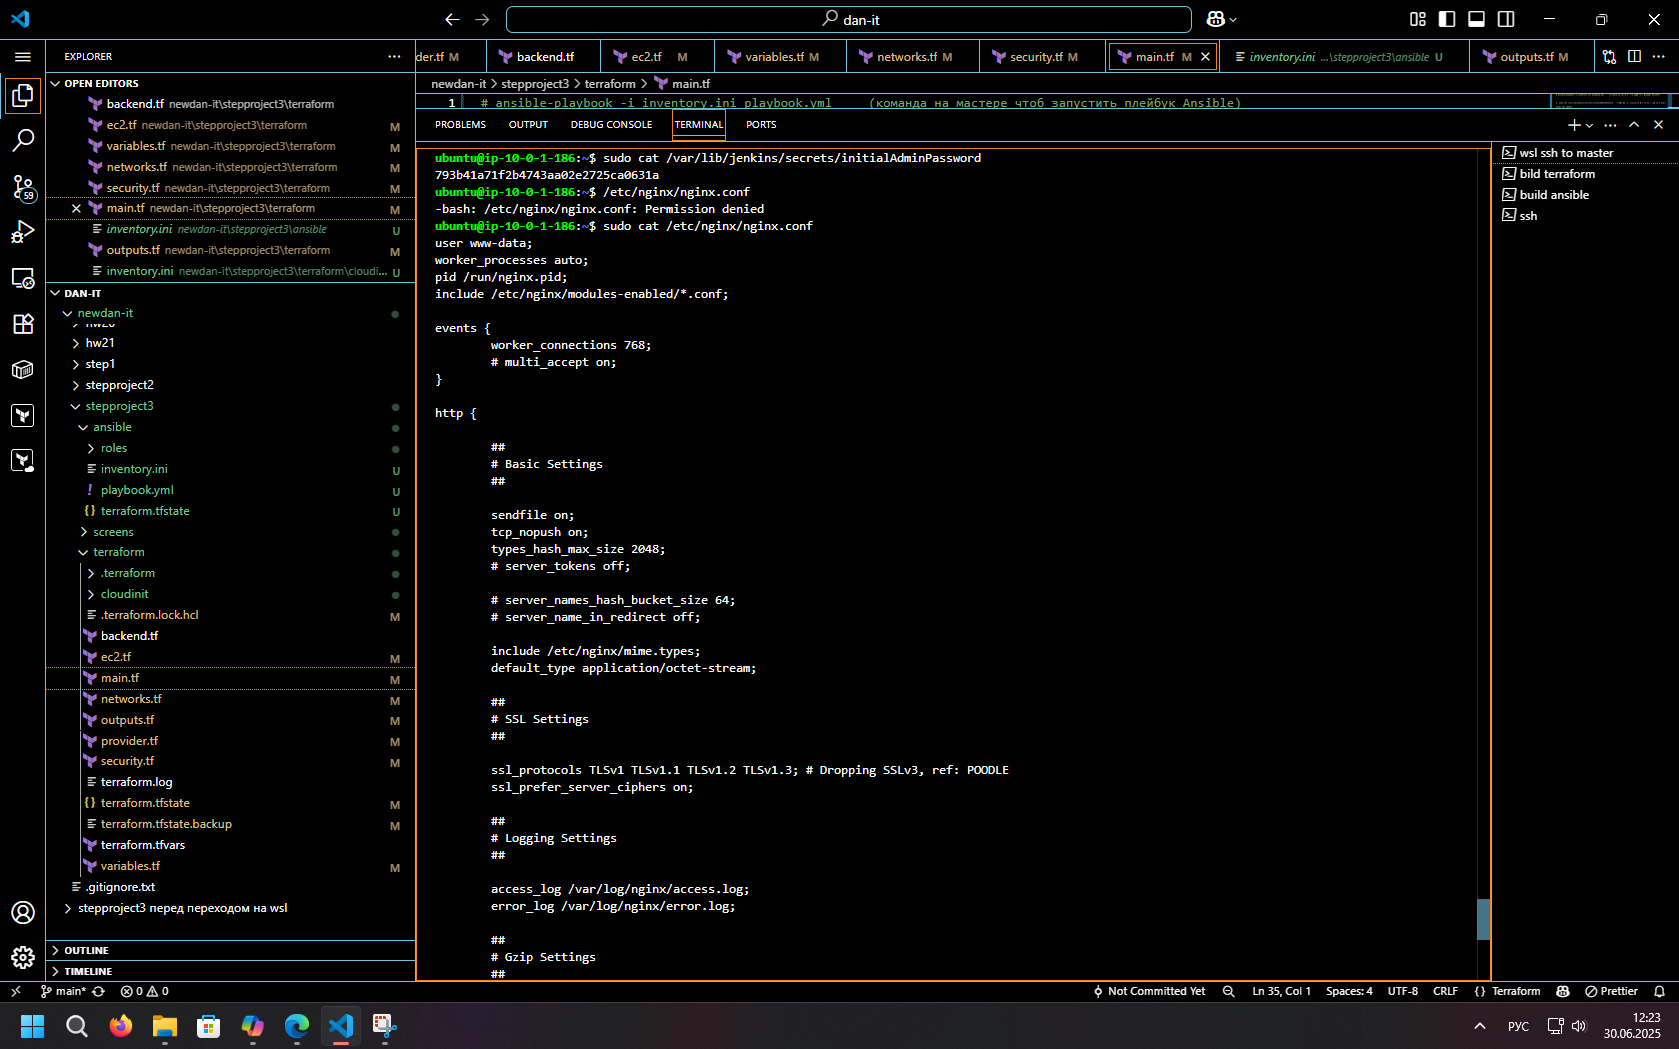 dan-it
EXPLORER
OPEN EDITORS
backend.tf newdan-it\stepproject3\terraform
ec2.tf newdan-it\stepproject3\terraform M
variables.tf newdan-it\stepproject3\terraform M
networks.tf newdan-it\stepproject3\terraform M
security.tf newdan-it\stepproject3\terraform M
main.tf newdan-it\stepproject3\terraform M
inventory.ini newdan-it\stepproject3\ansible U
outputs.tf newdan-it\stepproject3\terraform M
inventory.ini newdan-it\stepproject3\terraform\cloudi... U
DAN-IT
newdan-it
hw20
hw21
step1
stepproject2
stepproject3
ansible
roles
inventory.ini U
playbook.yml U
terraform.tfstate U
screens
terraform
.terraform
cloudinit
.terraform.lock.hcl M
backend.tf
ec2.tf M
main.tf M
networks.tf M
outputs.tf M
provider.tf M
security.tf M
terraform.log
terraform.tfstate M
terraform.tfstate.backup M
terraform.tfvars
variables.tf M
.gitignore.txt
stepproject3 перед переходом на wsl
OUTLINE
TIMELINE
59
der.tf M backend.tf ec2.tf M variables.tf M networks.tf M security.tf M main.tf M inventory.ini ...\stepproject3\ansible U outputs.tf M
newdan-it > stepproject3 > terraform > main.tf
1 # ansible-playbook -i inventory.ini playbook.yml (команда на мастере чтоб запустить плейбук Ansible)
PROBLEMS OUTPUT DEBUG CONSOLE TERMINAL PORTS
ubuntu@ip-10-0-1-186:~$ sudo cat /var/lib/jenkins/secrets/initialAdminPassword
793b41a71f2b4743aa02e2725ca0631a
ubuntu@ip-10-0-1-186:~$ /etc/nginx/nginx.conf
-bash: /etc/nginx/nginx.conf: Permission denied
ubuntu@ip-10-0-1-186:~$ sudo cat /etc/nginx/nginx.conf
user www-data;
worker_processes auto;
pid /run/nginx.pid;
include /etc/nginx/modules-enabled/*.conf;
events {
worker_connections 768;
# multi_accept on;
}
http {
##
# Basic Settings
##
sendfile on;
tcp_nopush on;
types_hash_max_size 2048;
# server_tokens off;
# server_names_hash_bucket_size 64;
# server_name_in_redirect off;
include /etc/nginx/mime.types;
default_type application/octet-stream;
##
# SSL Settings
##
ssl_protocols TLSv1 TLSv1.1 TLSv1.2 TLSv1.3; # Dropping SSLv3, ref: POODLE
ssl_prefer_server_ciphers on;
##
# Logging Settings
##
access_log /var/log/nginx/access.log;
error_log /var/log/nginx/error.log;
##
# Gzip Settings
##
wsl ssh to master
bild terraform
build ansible
ssh
main* 0 0 Not Committed Yet Ln 35, Col 1 Spaces: 4 UTF-8 CRLF {} Terraform Prettier
РУС
12:23
30.06.2025